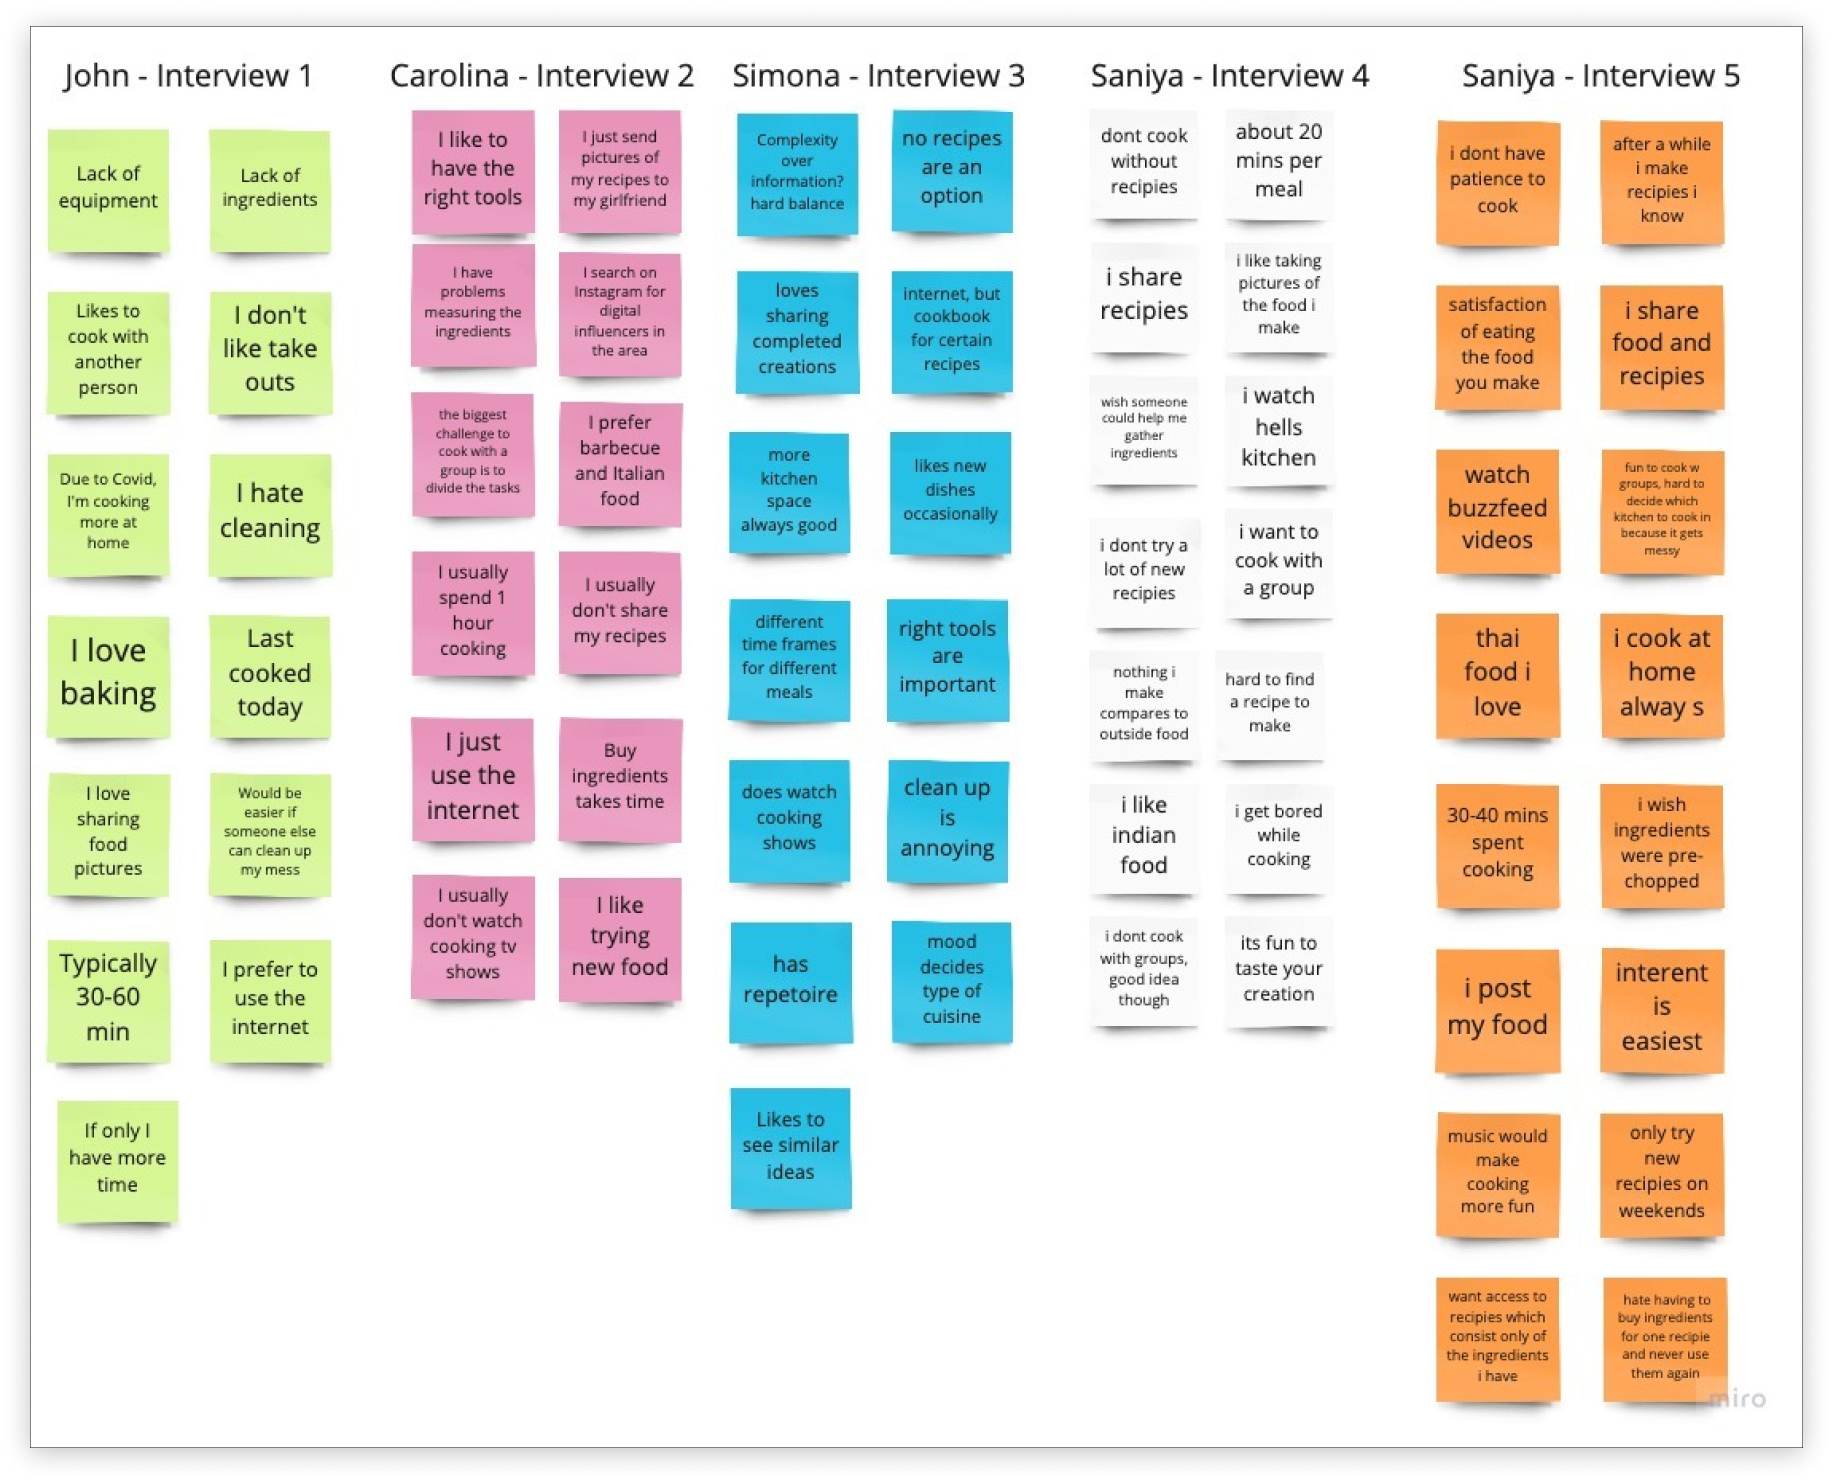 John - Interview 1
Lack of
equipment
Lack of
ingredients
Likes to
cook with
another
person
I don't
like take
outs
Due to Covid,
I'm cooking
more at
home
I hate
cleaning
I love
baking
Last
cooked
today
I love
sharing
food
pictures
Would be
easier if
someone else
can clean up
my mess
Typically
30-60
min
I prefer to
use the
internet
If only I
have more
time
Carolina - Interview 2
I like to
have the
right tools
I just send
pictures of
my recipes to
my girlfriend
I have
problems
measuring the
ingredients
I search on
Instagram for
digital
influencers in
the area
the biggest
challenge to
cook with a
group is to
divide the tasks
I prefer
barbecue
and Italian
food
I usually
spend 1
hour
cooking
I usually
don't share
my recipes
I just
use the
internet
Buy
ingredients
takes time
I usually
don't watch
cooking tv
shows
I like
trying
new food
Simona - Interview 3
Complexity
over
information?
hard balance
no recipes
are an
option
loves
sharing
completed
creations
internet, but
cookbook
for certain
recipes
more
kitchen
space
always good
likes new
dishes
occasionally
different
time frames
for different
meals
right tools
are
important
does watch
cooking
shows
clean up
is
annoying
has
repetoire
mood
decides
type of
cuisine
Likes to
see similar
ideas
Saniya - Interview 4
dont cook
without
recipies
about 20
mins per
meal
i share
recipies
i like taking
pictures of
the food i
make
wish someone
could help me
gather
ingredients
i watch
hells
kitchen
i dont try a
lot of new
recipies
i want to
cook with
a group
nothing i
make
compares to
outside food
hard to find
a recipe to
make
i like
indian
food
i get bored
while
cooking
i dont cook
with groups,
good idea
though
its fun to
taste your
creation
Saniya - Interview 5
i dont have
patience to
cook
after a while
i make
recipies i
know
satisfaction
of eating
the food
you make
i share
food and
recipies
watch
buzzfeed
videos
fun to cook w
groups, hard to
decide which
kitchen to cook in
because it gets
messy
thai
food i
love
i cook at
home
alway s
30-40 mins
spent
cooking
i wish
ingredients
were pre-
chopped
i post
my food
interent
is
easiest
music would
make
cooking
more fun
only try
new
recipies on
weekends
want access to
recipies which
consist only of
the ingredients
i have
hate having to
buy ingredients
for one recipie
and never use
them again
miro